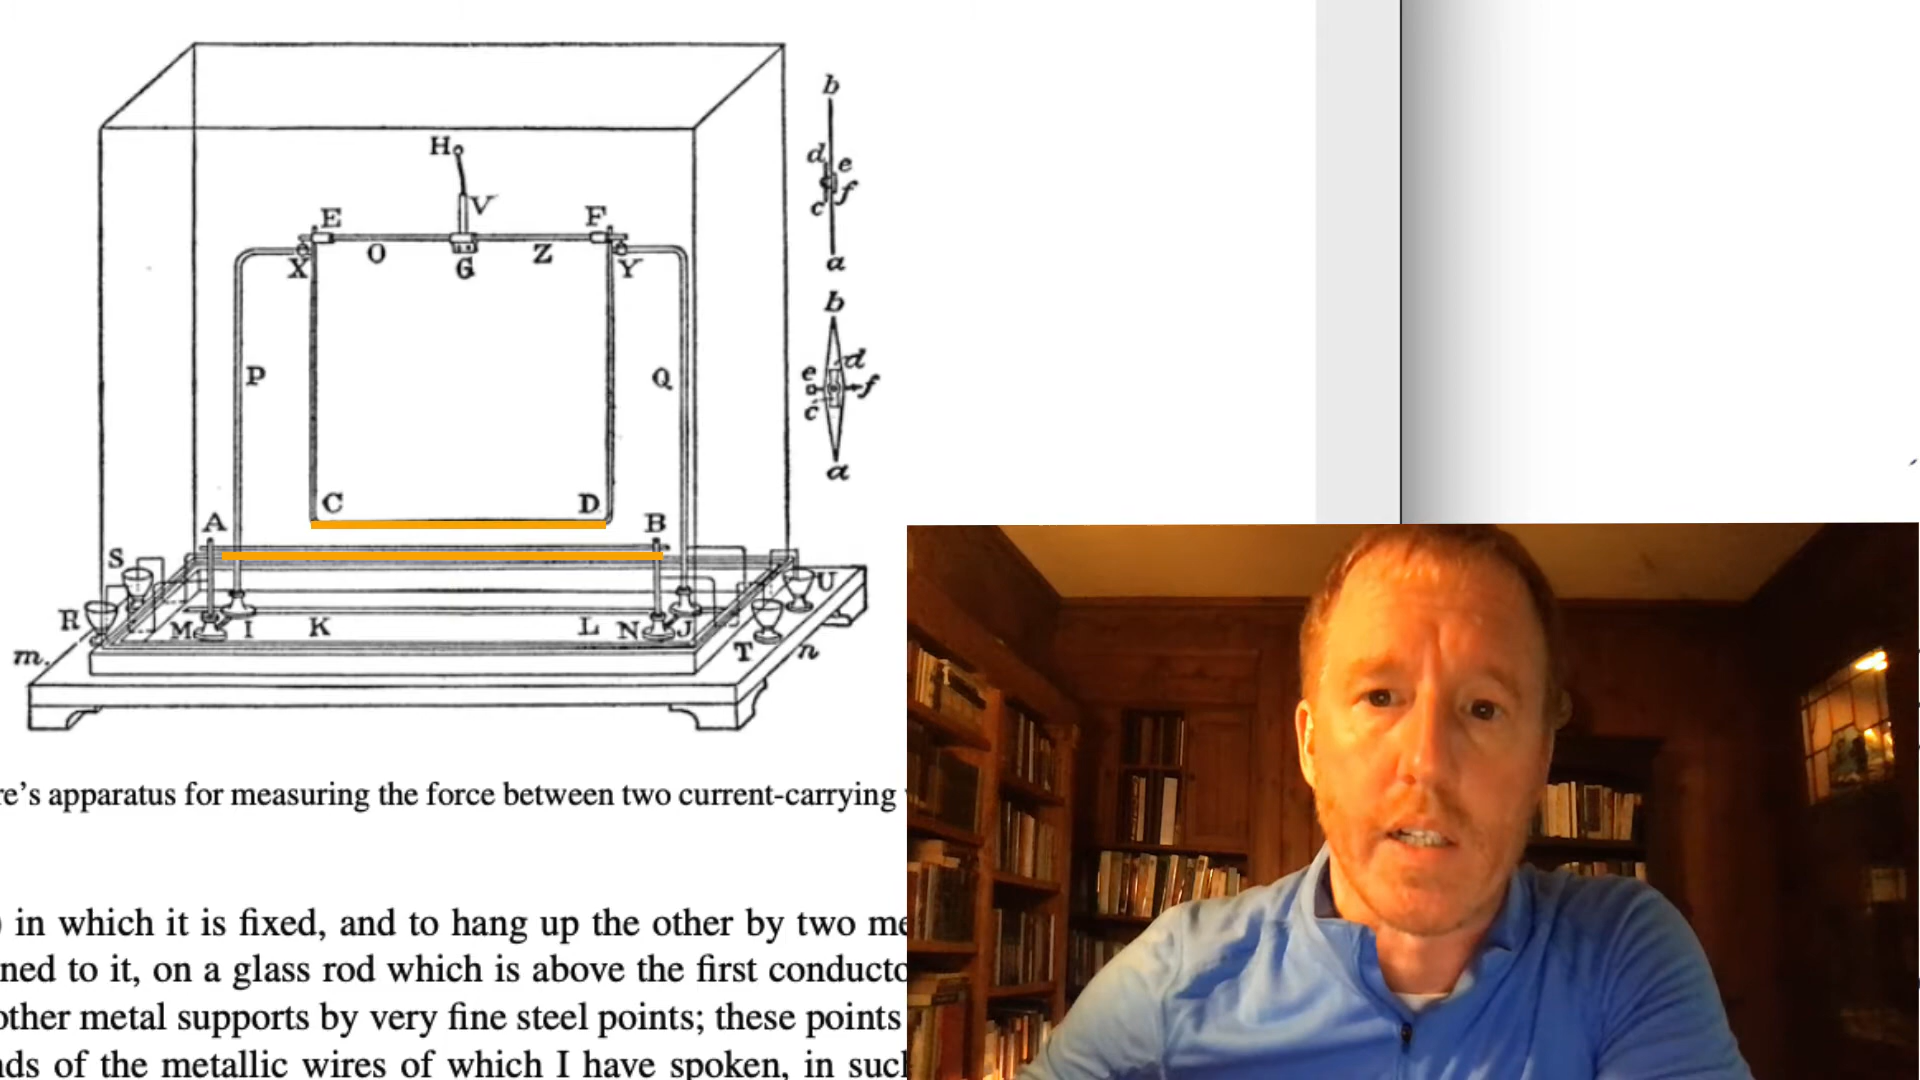 b
H
d
e
V
f
c
E
F
O
Z
X
G
Y
a
b
P
Q
d
e
f
c
a
C
D
A
B
S
U
R
M
I
K
L
N
J
T
m.
n
re’s apparatus for measuring the force between two current-carrying
) in which it is fixed, and to hang up the other by two me
ned to it, on a glass rod which is above the first conducto
other metal supports by very fine steel points; these points
nds of the metallic wires of which I have spoken, in such